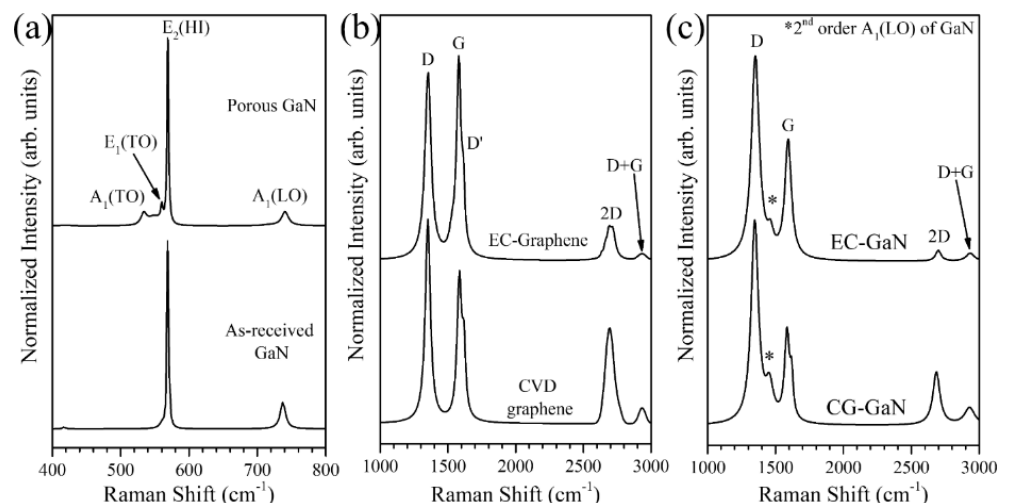 (a)
E₂(HI)
Porous GaN
E₁(TO)
A₁(TO)
A₁(LO)
As-received
GaN
Normalized Intensity (arb. units)
400 500 600 700 800
Raman Shift (cm⁻¹)
(b)
G
D
D'
D+G
2D
EC-Graphene
CVD
graphene
Normalized Intensity (arb. units)
1000 1500 2000 2500 3000
Raman Shift (cm⁻¹)
(c)
*2ⁿᵈ order A₁(LO) of GaN
D
G
D+G
*
EC-GaN
2D
*
CG-GaN
Normalized Intensity (arb. units)
1000 1500 2000 2500 3000
Raman Shift (cm⁻¹)